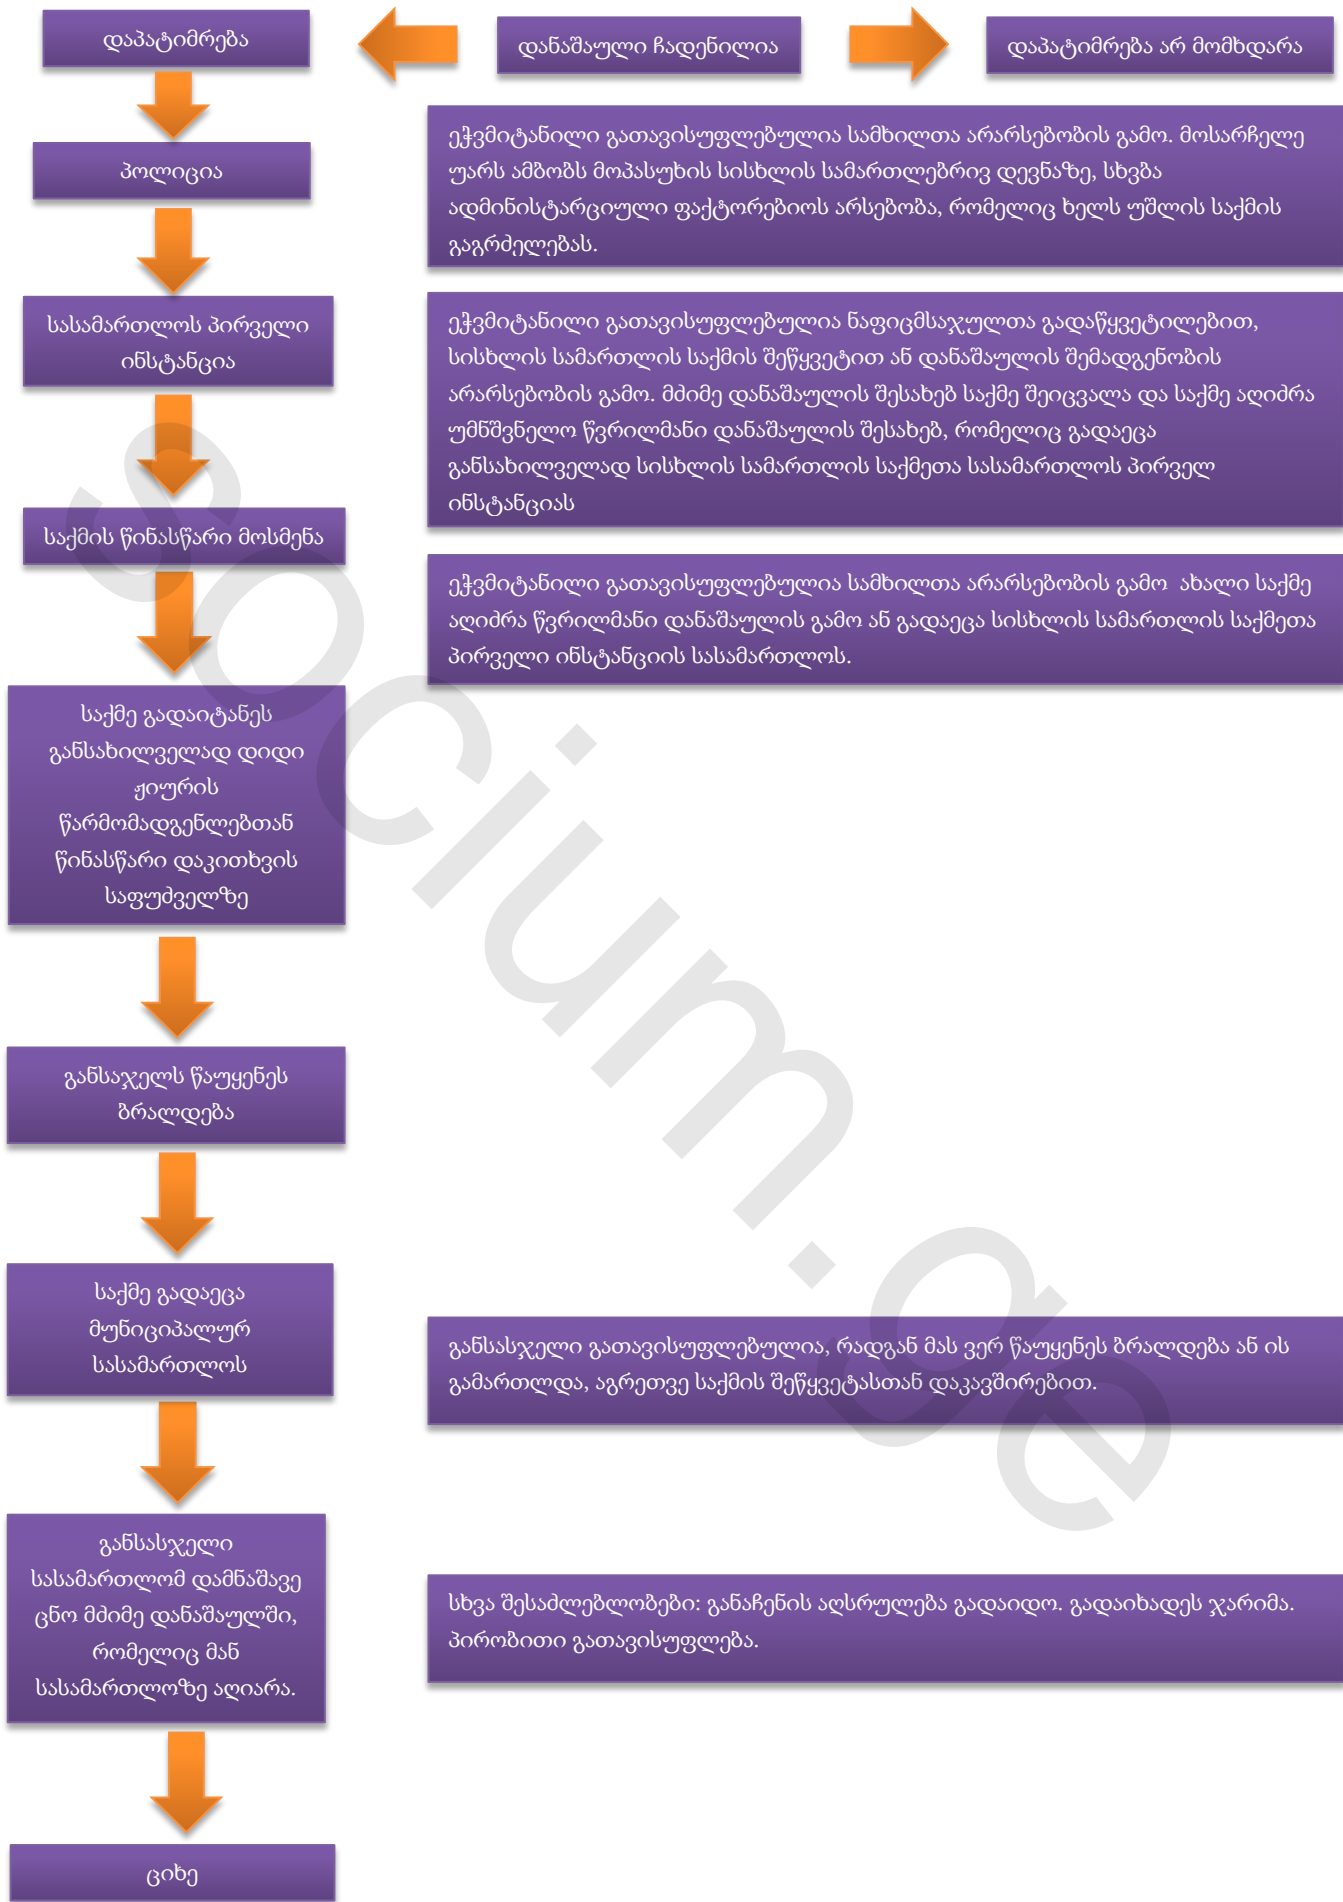 დაპატიმრება
დანაშაული ჩადენილია
დაპატიმრება არ მომხდარა
პოლიცია
ეჭვმიტანილი გათავისუფლებულია სამხილთა არარსებობის გამო. მოსარჩელე
უარს ამბობს მოპასუხის სისხლის სამართლებრივ დევნაზე, სხვბა
ადმინისტარციული ფაქტორებიოს არსებობა, რომელიც ხელს უშლის საქმის
გაგრძელებას.
სასამართლოს პირველი
ინსტანცია
ეჭვმიტანილი გათავისუფლებულია ნაფიცმსაჯულთა გადაწყვეტილებით,
სისხლის სამართლის საქმის შეწყვეტით ან დანაშაულის შემადგენობის
არარსებობის გამო. მძიმე დანაშაულის შესახებ საქმე შეიცვალა და საქმე აღიძრა
უმნშვნელო წვრილმანი დანაშაულის შესახებ, რომელიც გადაეცა
განსახილველად სისხლის სამართლის საქმეთა სასამართლოს პირველ
ინსტანციას
საქმის წინასწარი მოსმენა
ეჭვმიტანილი გათავისუფლებულია სამხილთა არარსებობის გამო ახალი საქმე
აღიძრა წვრილმანი დანაშაულის გამო ან გადაეცა სისხლის სამართლის საქმეთა
პირველი ინსტანციის სასამართლოს.
საქმე გადაიტანეს
განსახილველად დიდი
ჟიურის
წარმომადგენლებთან
წინასწარი დაკითხვის
საფუძველზე
განსაჯელს წაუყენეს
ბრალდება
საქმე გადაეცა
მუნიციპალურ
სასამართლოს
განსასჯელი გათავისუფლებულია, რადგან მას ვერ წაუყენეს ბრალდება ან ის
გამართლდა, აგრეთვე საქმის შეწყვეტასთან დაკავშირებით.
განსასჯელი
სასამართლომ დამნაშავე
ცნო მძიმე დანაშაულში,
რომელიც მან
სასამართლოზე აღიარა.
სხვა შესაძლებლობები: განაჩენის აღსრულება გადაიდო. გადაიხადეს ჯარიმა.
პირობითი გათავისუფლება.
ციხე
socium.ge